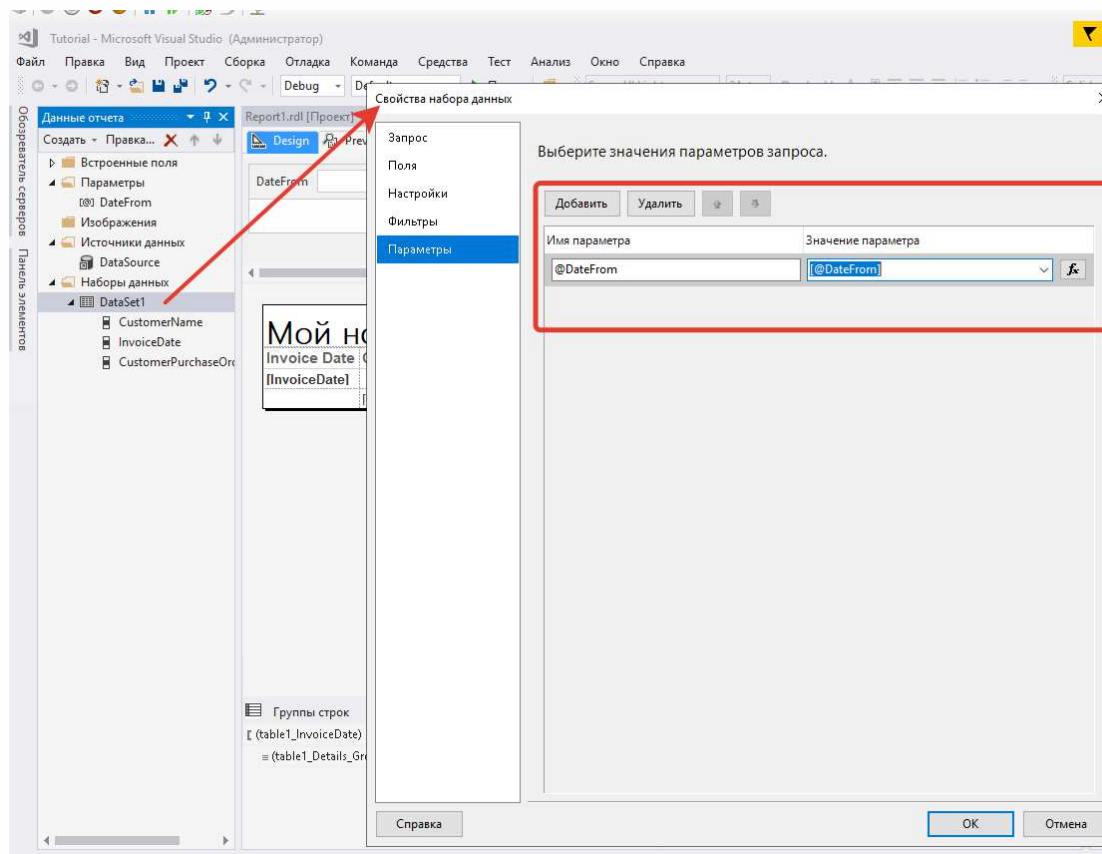 Tutorial - Microsoft Visual Studio (Администратор)
Файл Правка Вид Проект Сборка Отладка Команда Средства Тест Анализ Окно Справка
Debug
Обозреватель серверов
Панель элементов
Данные отчета
Создать Правка...
Встроенные поля
Параметры
DateFrom
Изображения
Источники данных
DataSource
Наборы данных
DataSet1
CustomerName
InvoiceDate
CustomerPurchaseOrd
Report1.rdl [Проект]
Design Prev
DateFrom
Мой но
Invoice Date
[InvoiceDate]
Группы строк
(table1_InvoiceDate)
(table1_Details_Gr
Свойства набора данных
Запрос
Поля
Настройки
Фильтры
Параметры
Выберите значения параметров запроса.
Добавить Удалить
Имя параметра Значение параметра
@DateFrom [@DateFrom] fx
Справка OK Отмена